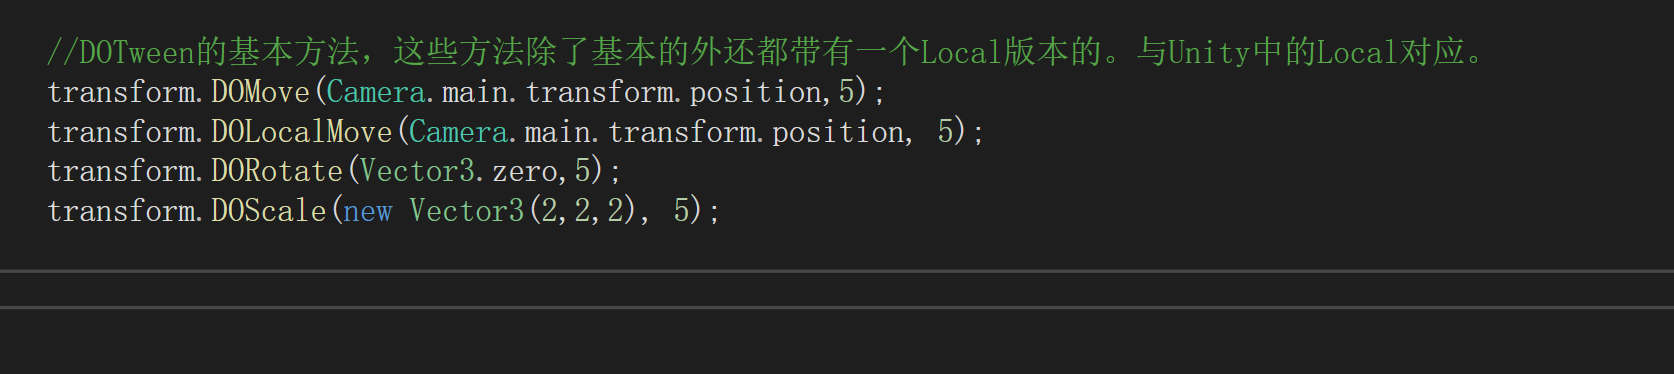 //DOTween的基本方法，这些方法除了基本的外还都带有一个Local版本的。与Unity中的Local对应。
transform.DOMove(Camera.main.transform.position,5);
transform.DOLocalMove(Camera.main.transform.position, 5);
transform.DORotate(Vector3.zero,5);
transform.DOScale(new Vector3(2,2,2), 5);